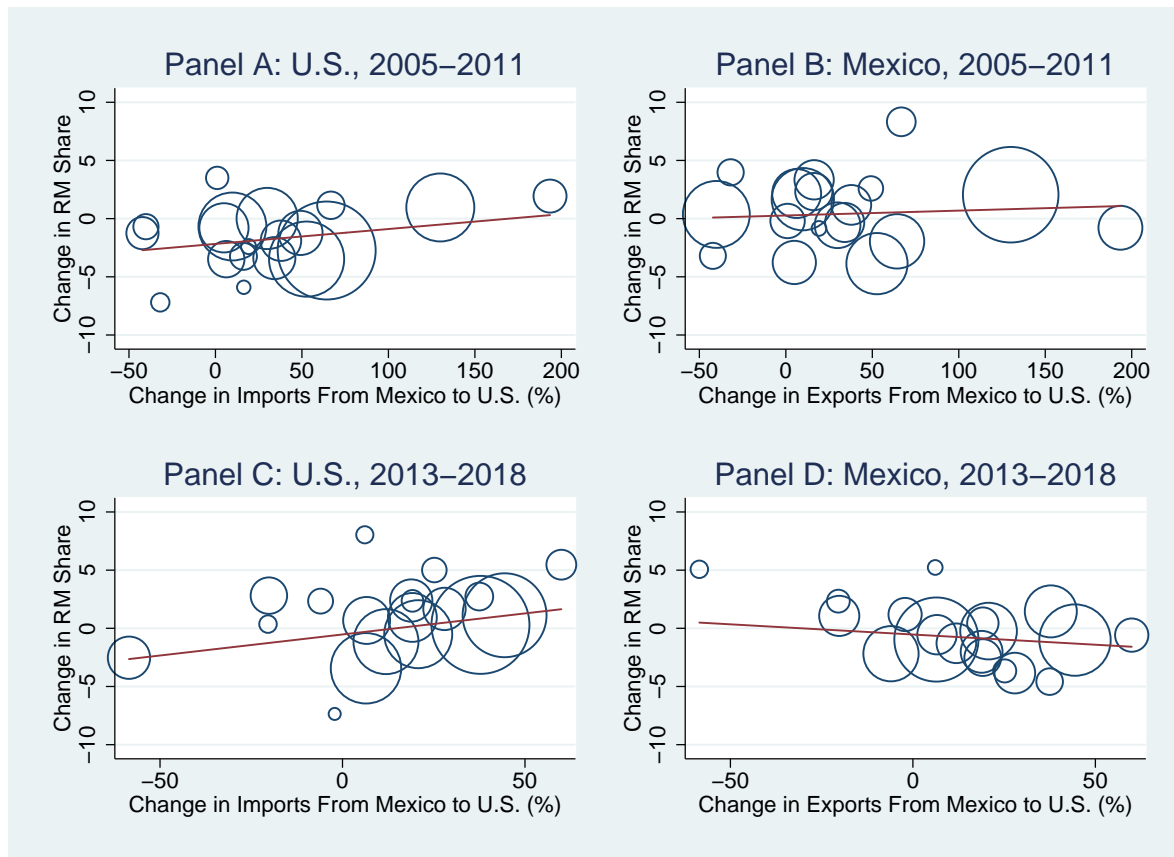 Panel A: U.S., 2005−2011
Change in RM Share
10
5
0
−5
−10
−50 0 50 100 150 200
Change in Imports From Mexico to U.S. (%)
Panel B: Mexico, 2005−2011
Change in RM Share
10
5
0
−5
−10
−50 0 50 100 150 200
Change in Exports From Mexico to U.S. (%)
Panel C: U.S., 2013−2018
Change in RM Share
10
5
0
−5
−10
−50 0 50
Change in Imports From Mexico to U.S. (%)
Panel D: Mexico, 2013−2018
Change in RM Share
10
5
0
−5
−10
−50 0 50
Change in Exports From Mexico to U.S. (%)